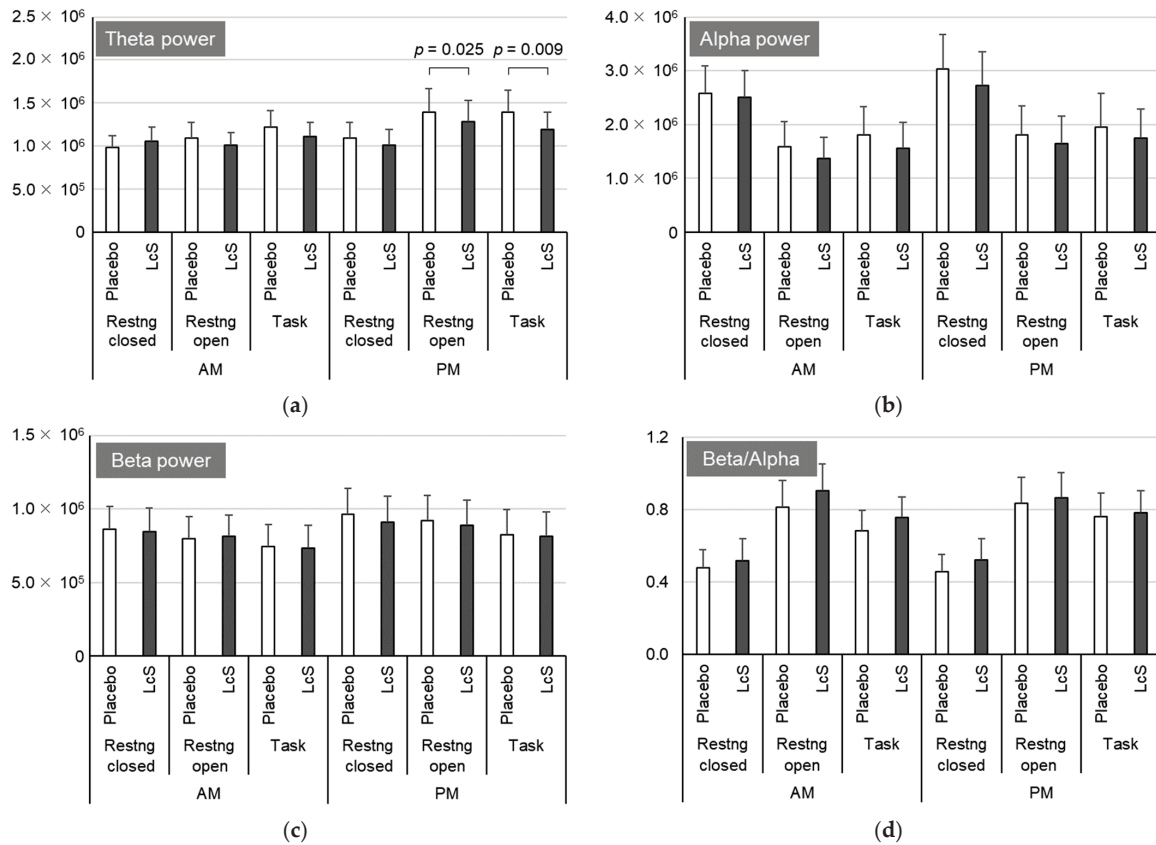 2.5 × 10⁶
2.0 × 10⁶
1.5 × 10⁶
1.0 × 10⁶
5.0 × 10⁵
0
Theta power
p = 0.025 p = 0.009
Placebo LcS Placebo LcS Placebo LcS Placebo LcS Placebo LcS Placebo LcS
Restng Restng Task Restng Restng Task
closed open closed open
AM PM
(a)
4.0 × 10⁶
3.0 × 10⁶
2.0 × 10⁶
1.0 × 10⁶
0
Alpha power
Placebo LcS Placebo LcS Placebo LcS Placebo LcS Placebo LcS Placebo LcS
Restng Restng Task Restng Restng Task
closed open closed open
AM PM
(b)
1.5 × 10⁶
1.0 × 10⁶
5.0 × 10⁵
0
Beta power
Placebo LcS Placebo LcS Placebo LcS Placebo LcS Placebo LcS Placebo LcS
Restng Restng Task Restng Restng Task
closed open closed open
AM PM
(c)
1.2
0.8
0.4
0.0
Beta/Alpha
Placebo LcS Placebo LcS Placebo LcS Placebo LcS Placebo LcS Placebo LcS
Restng Restng Task Restng Restng Task
closed open closed open
AM PM
(d)